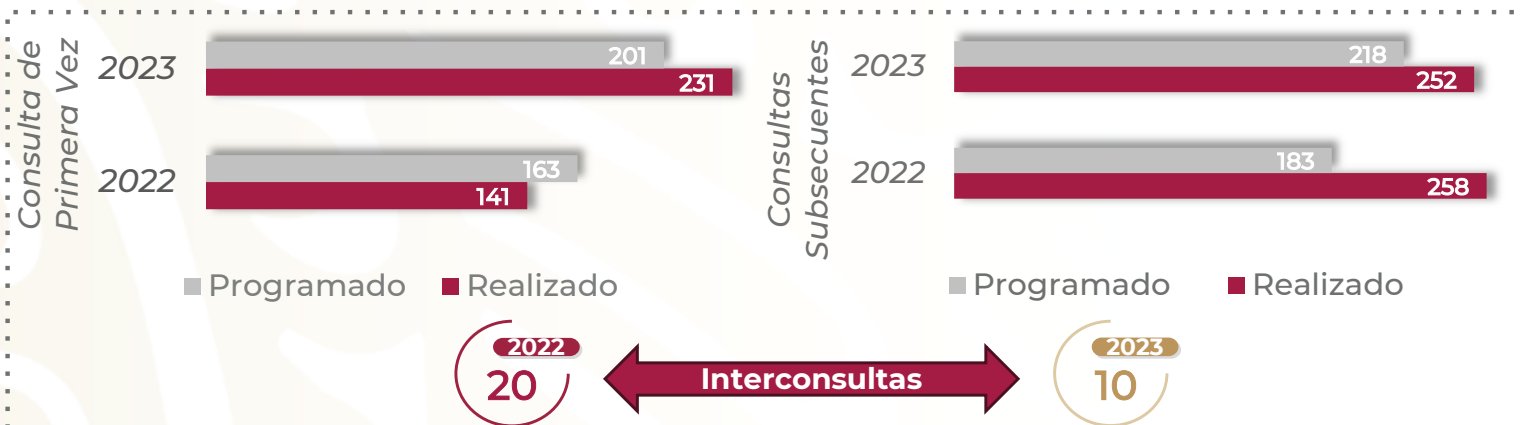 Consulta de
Primera Vez
2023
201
231
2022
163
141
Programado Realizado
Consultas
Subsecuentes
2023
218
252
2022
183
258
Programado Realizado
2022
20
Interconsultas
2023
10